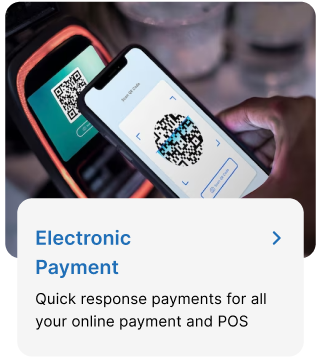 Scan QR Code
Electronic
Payment
Quick response payments for all
your online payment and POS